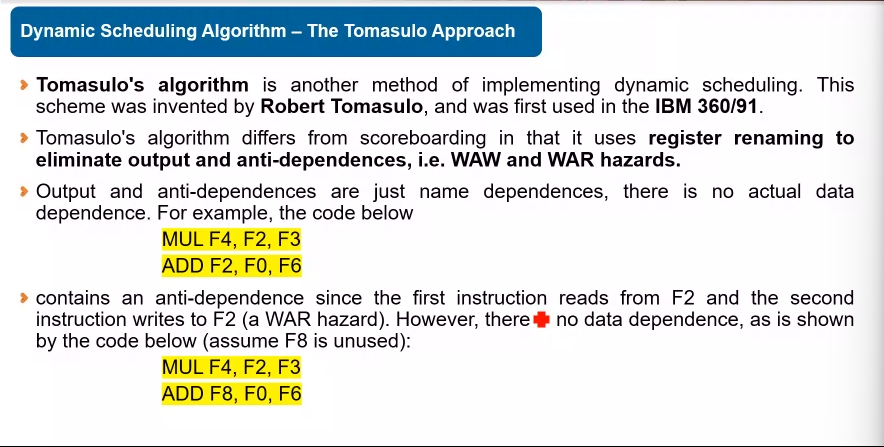 Dynamic Scheduling Algorithm – The Tomasulo Approach
Tomasulo's algorithm is another method of implementing dynamic scheduling. This
scheme was invented by Robert Tomasulo, and was first used in the IBM 360/91.
Tomasulo's algorithm differs from scoreboarding in that it uses register renaming to
eliminate output and anti-dependences, i.e. WAW and WAR hazards.
Output and anti-dependences are just name dependences, there is no actual data
dependence. For example, the code below
MUL F4, F2, F3
ADD F2, F0, F6
contains an anti-dependence since the first instruction reads from F2 and the second
instruction writes to F2 (a WAR hazard). However, there no data dependence, as is shown
by the code below (assume F8 is unused):
MUL F4, F2, F3
ADD F8, F0, F6